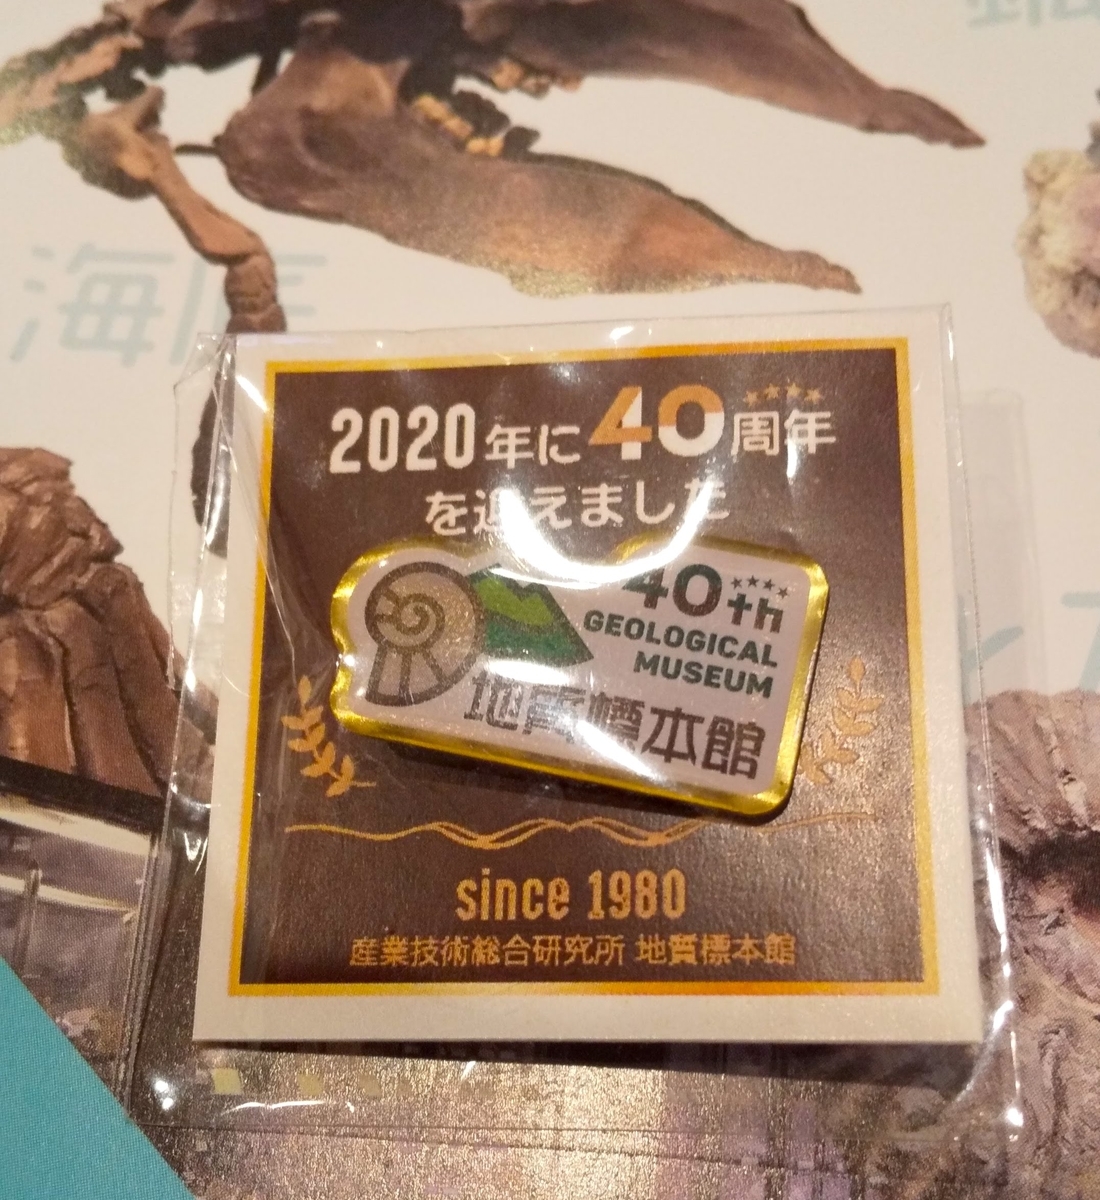 海底
2020年に40周年
を迎えました
40th
GEOLOGICAL
MUSEUM
地質標本館
since 1980
産業技術総合研究所 地質標本館